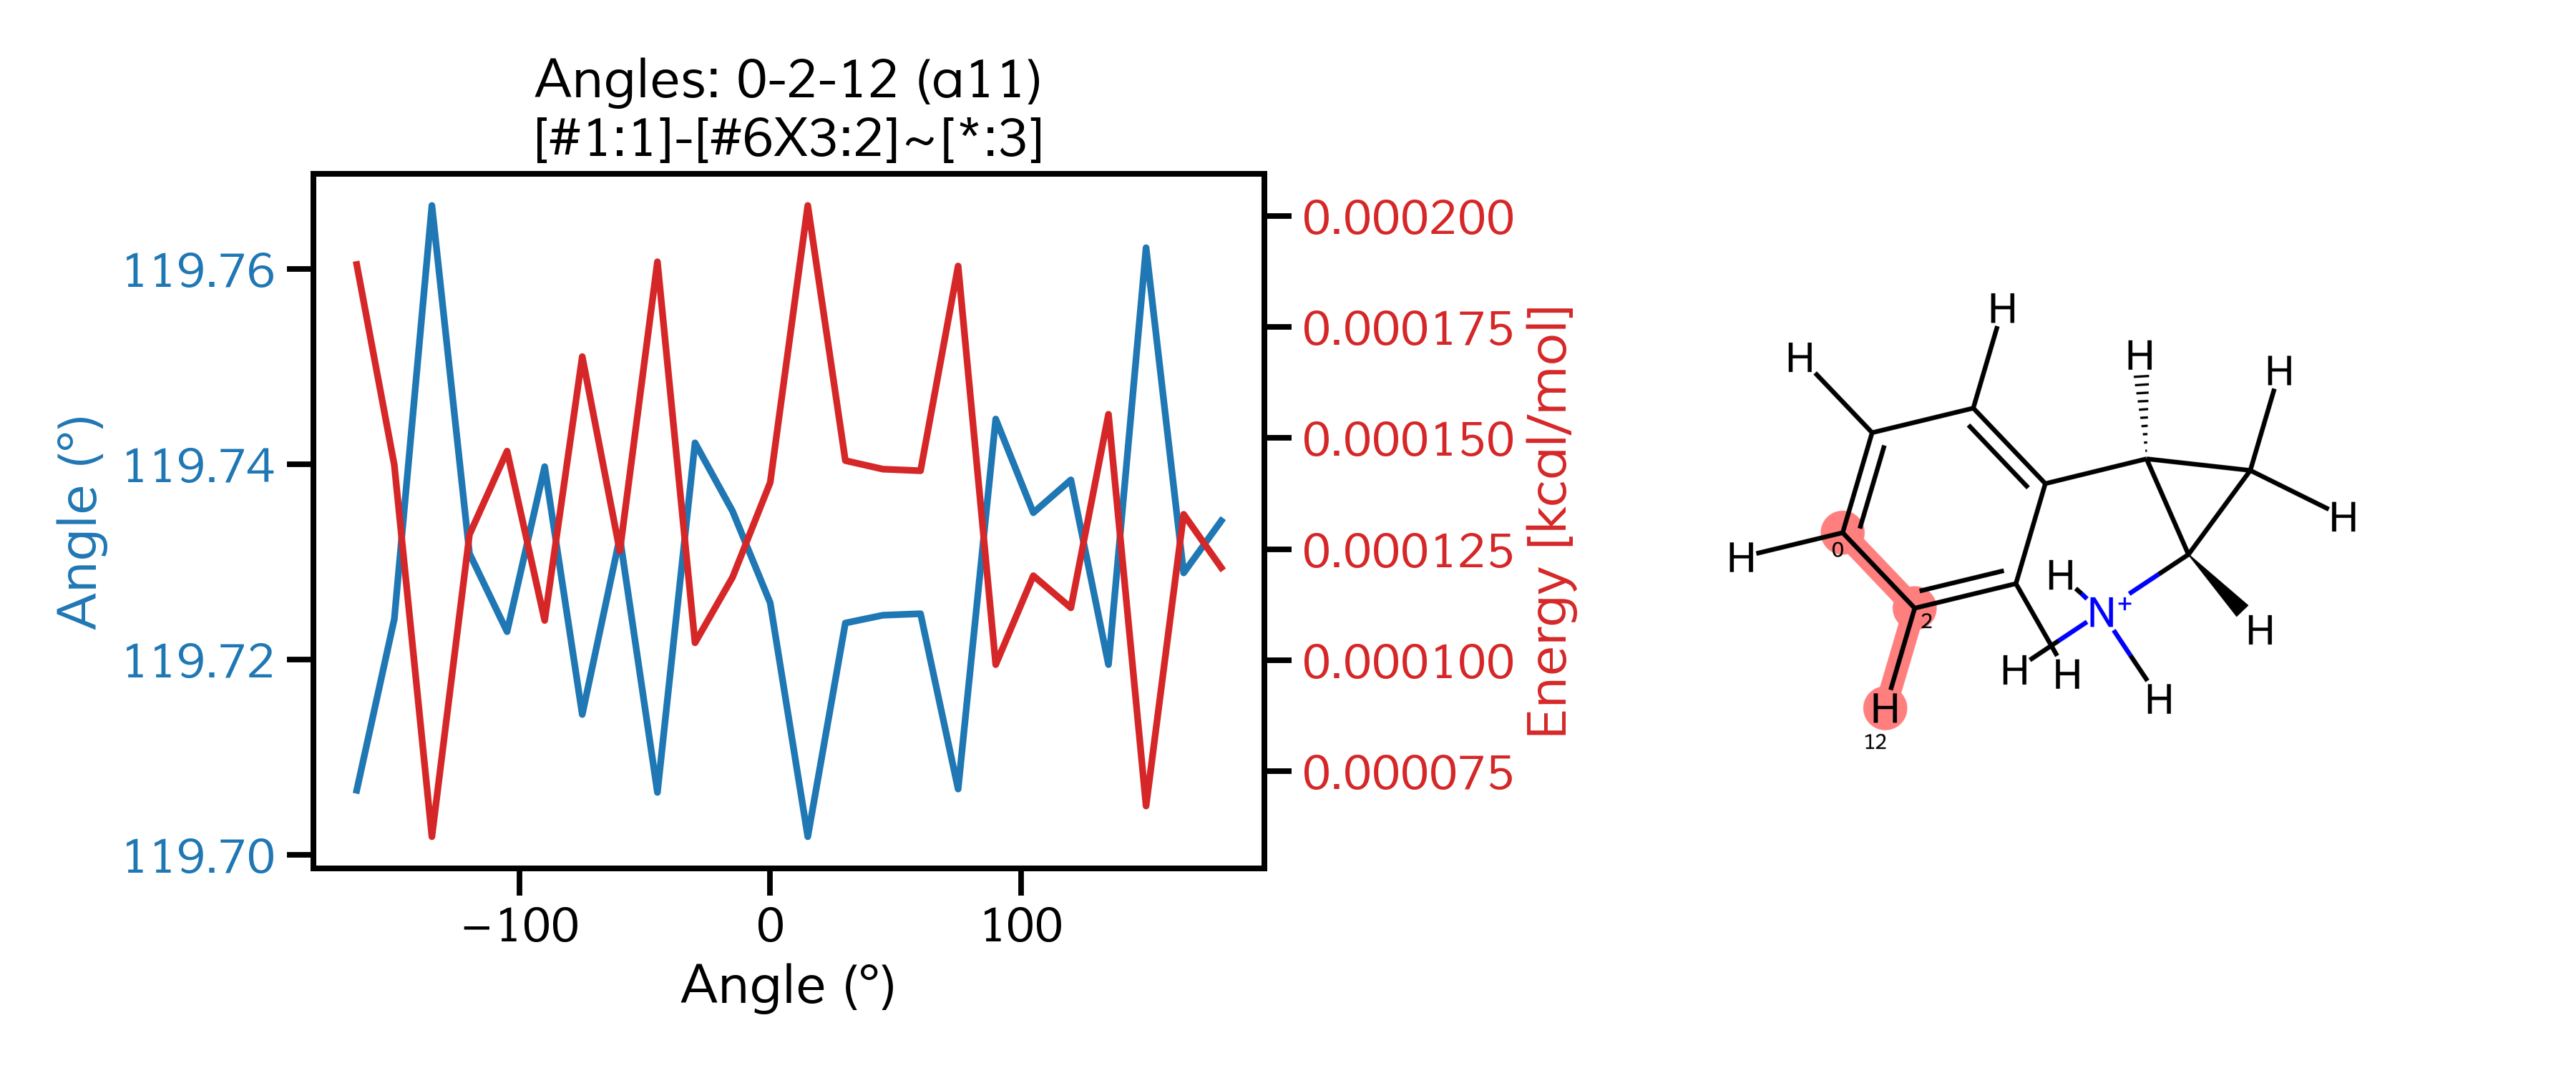 Angles: 0-2-12 (a11)
[#1:1]-[#6X3:2]~[*:3]
Angle (°)
119.76
119.74
119.72
119.70
−100
0
100
Angle (°)
0.000200
0.000175
0.000150
0.000125
0.000100
0.000075
Energy [kcal/mol]
H
H
H
H
H
H
0
H
N+
2
H
H
H
H
H
12